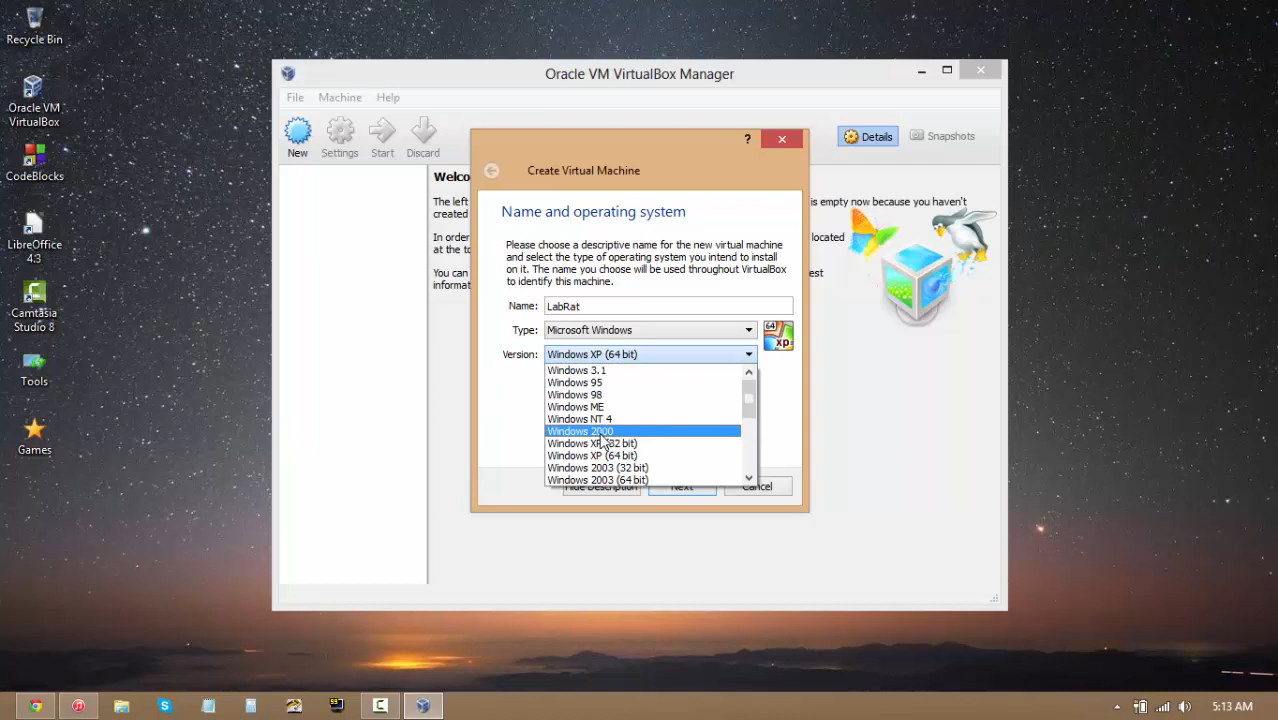 Recycle Bin
Oracle VM
VirtualBox
CodeBlocks
LibreOffice
4.3
Camtasia
Studio 8
Tools
Games
Oracle VM VirtualBox Manager
File Machine Help
New Settings Start Discard
Details Snapshots
Welco
The left
created
In order
at the to
You can
informat
is empty now because you haven't
located
est
? 
Create Virtual Machine
Name and operating system
Please choose a descriptive name for the new virtual machine
and select the type of operating system you intend to install
on it. The name you choose will be used throughout VirtualBox
to identify this machine.
Name: LabRat
Type: Microsoft Windows
64
xp
Version: Windows XP (64 bit)
Windows 3.1
Windows 95
Windows 98
Windows ME
Windows NT 4
Windows 2000
Windows XP (32 bit)
Windows XP (64 bit)
Windows 2003 (32 bit)
Windows 2003 (64 bit)
Hide Description Next Cancel
5:13 AM